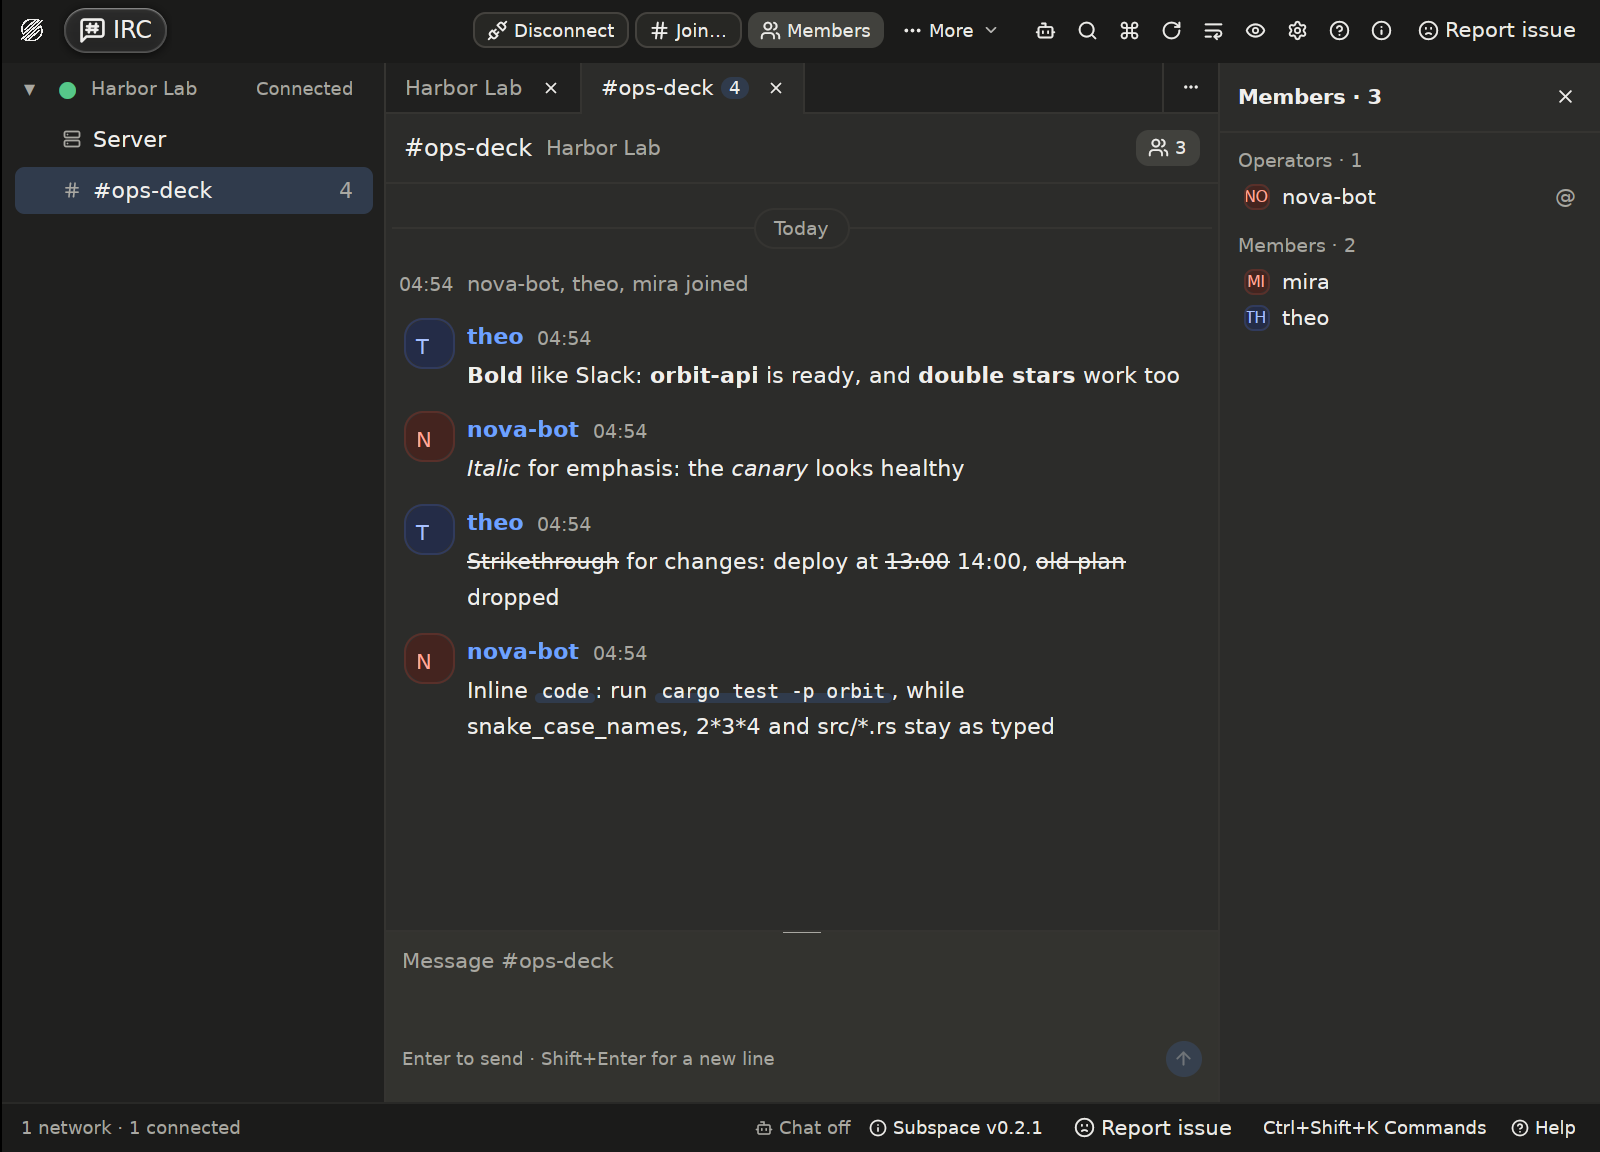 IRC
Disconnect
Join...
Members
More
Report issue
Harbor Lab
Connected
Server
#ops-deck 4
Harbor Lab
#ops-deck 4
#ops-deck Harbor Lab
3
Today
04:54 nova-bot, theo, mira joined
T
theo 04:54
Bold like Slack: orbit-api is ready, and double stars work too
N
nova-bot 04:54
Italic for emphasis: the canary looks healthy
T
theo 04:54
Strikethrough for changes: deploy at 13:00 14:00, old plan
dropped
N
nova-bot 04:54
Inline code: run cargo test -p orbit, while
snake_case_names, 2*3*4 and src/*.rs stay as typed
Message #ops-deck
Enter to send · Shift+Enter for a new line
Members · 3
Operators · 1
NO nova-bot @
Members · 2
MI mira
TH theo
1 network · 1 connected
Chat off
Subspace v0.2.1
Report issue
Ctrl+Shift+K Commands
Help